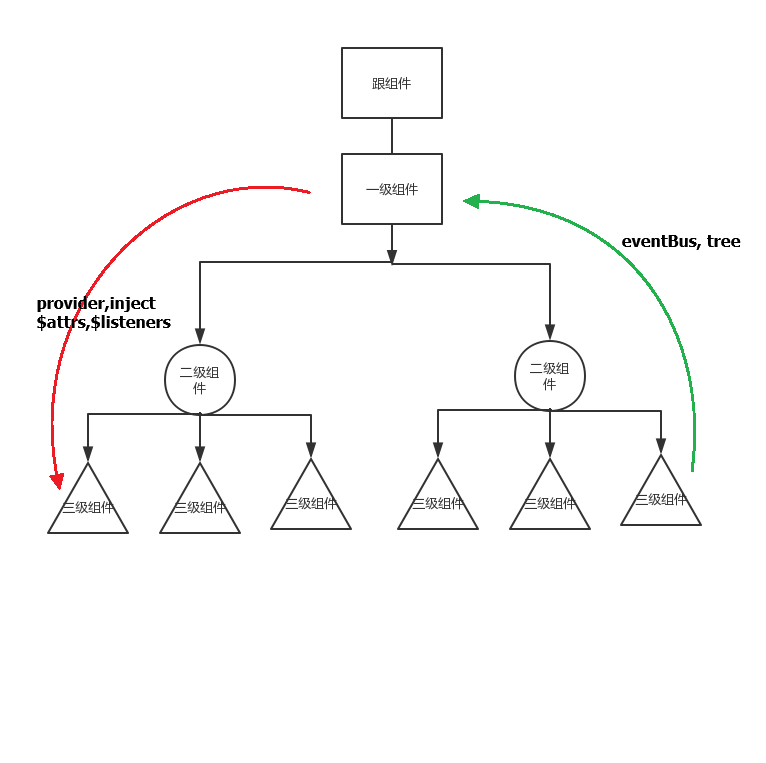 跟组件
一级组件
eventBus, tree
provider,inject
$attrs,$listeners
二级组
件
二级组
件
三级组件
三级组件
三级组件
三级组件
三级组件
三级组件